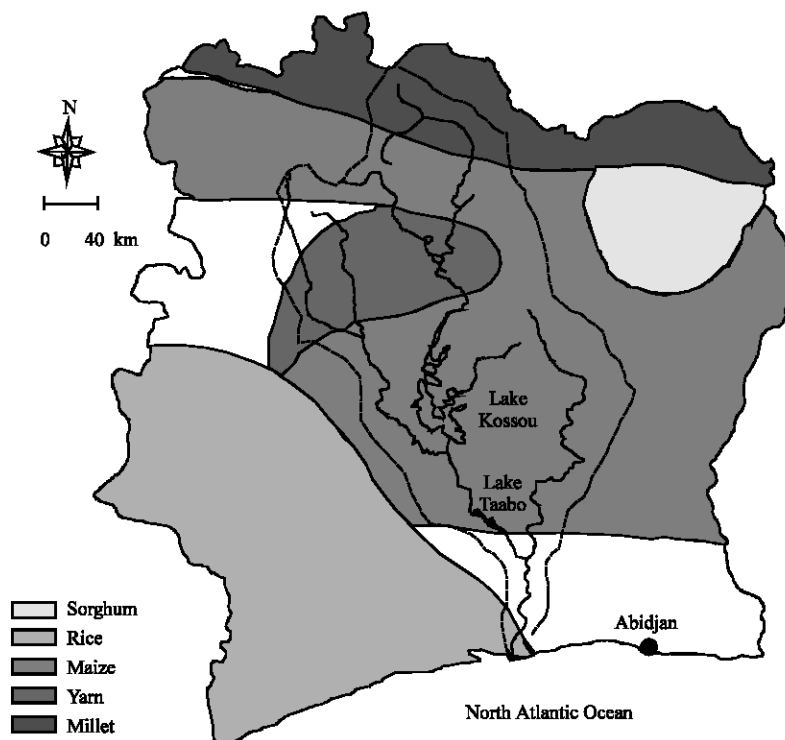 N
0 40 km
Lake
Kossou
Lake
Taabo
Abidjan
Sorghum
Rice
Maize
Yarn
Millet
North Atlantic Ocean